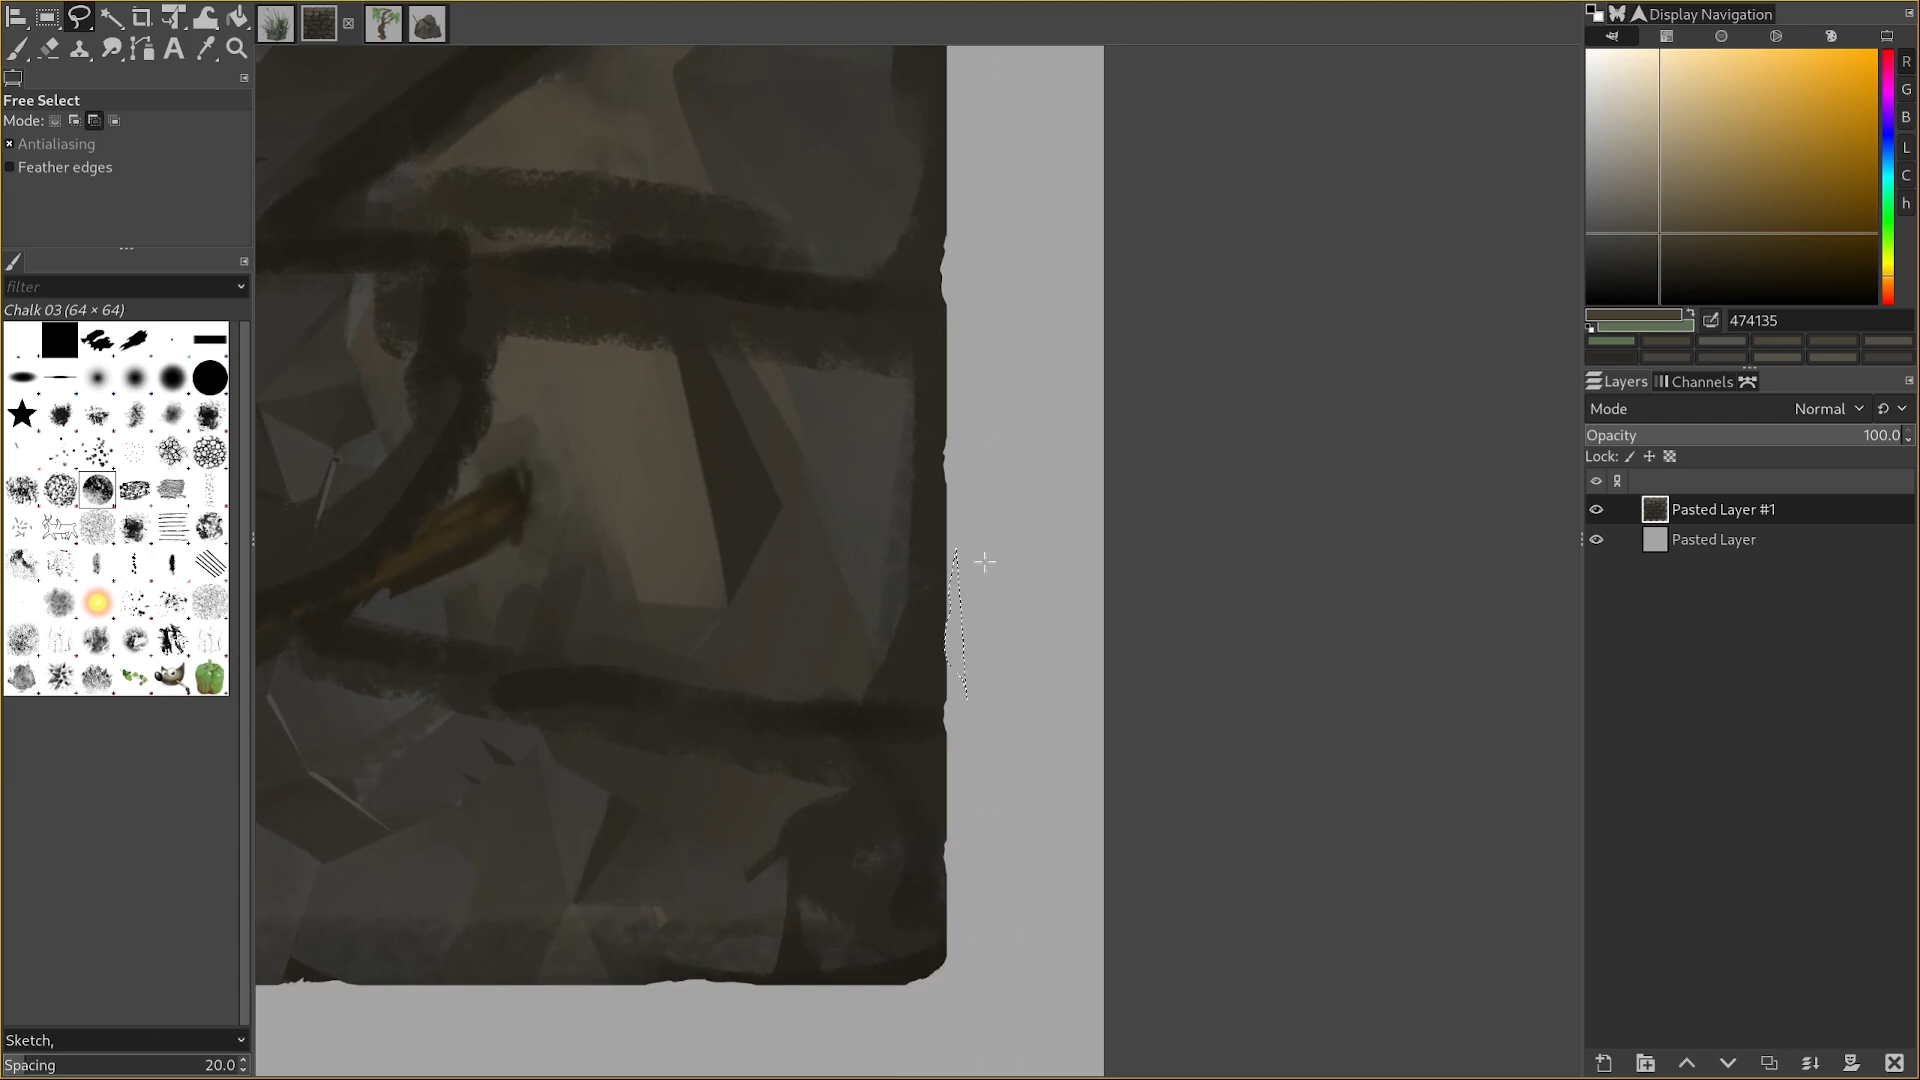 Display Navigation
Free Select
Mode:
Antialiasing
Feather edges
filter
Chalk 03 (64 × 64)
Sketch,
Spacing 20.0
R
G
B
L
C
h
474135
Layers Channels
Mode Normal
Opacity 100.0
Lock:
Pasted Layer #1
Pasted Layer